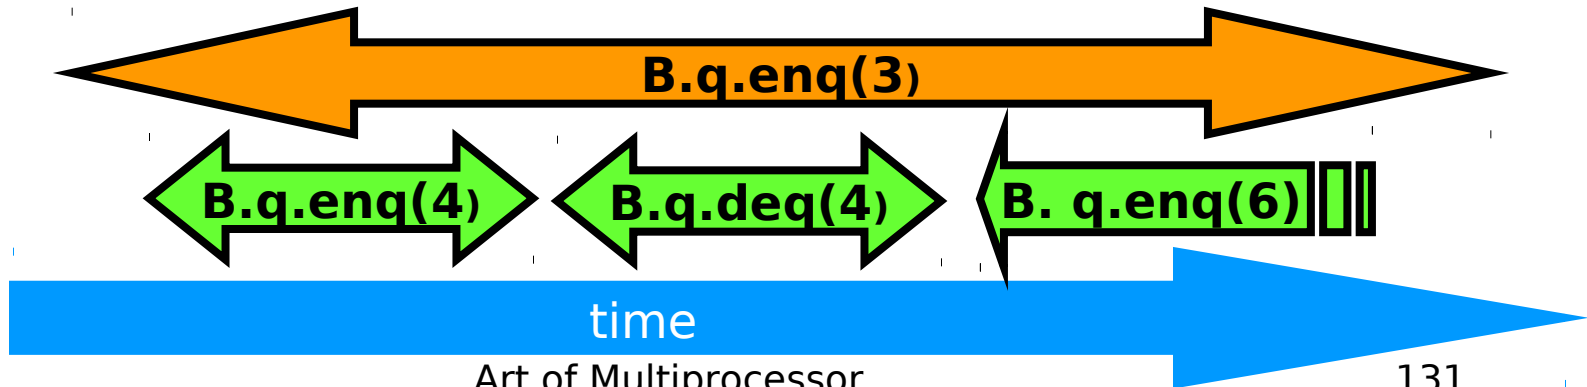 B.q.enq(3)
B.q.enq(4) B.q.deq(4) B. q.enq(6)
time
Art of Multiprocessor 131